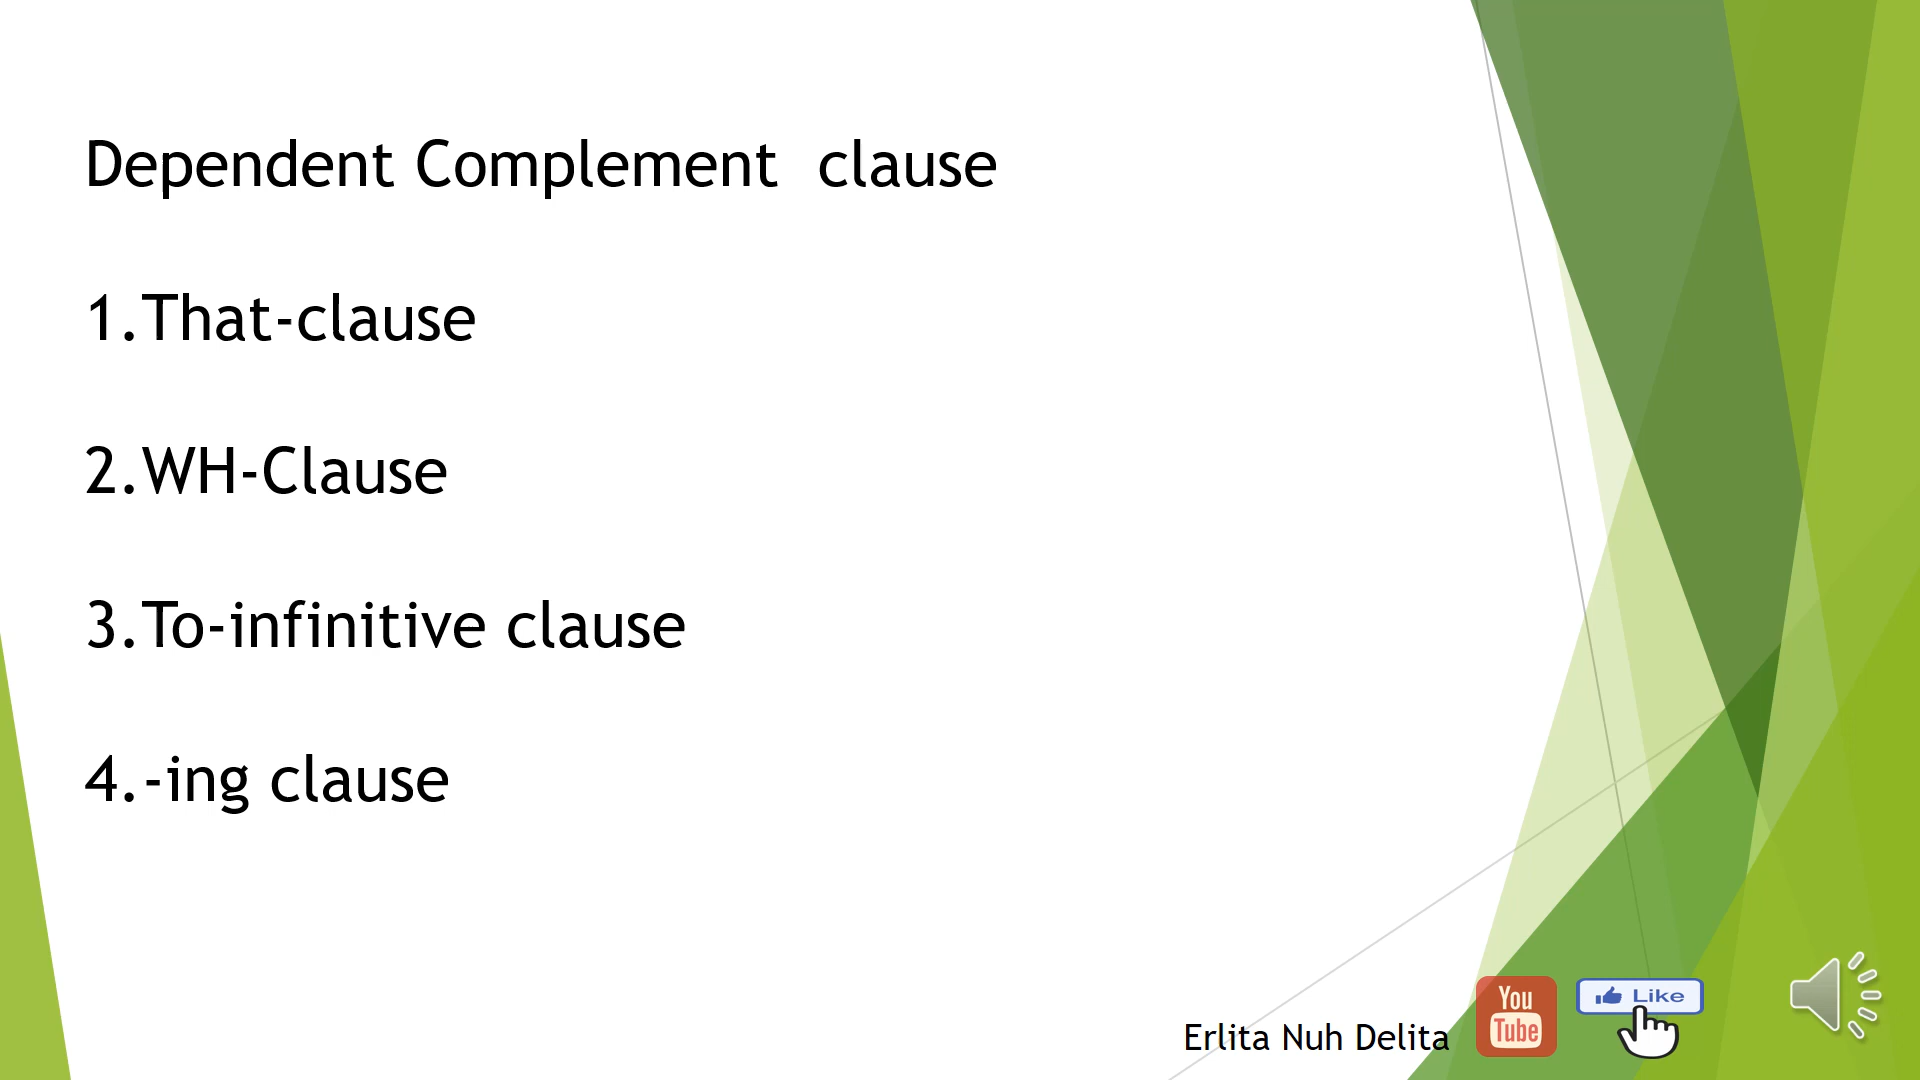 Dependent Complement  clause
1.That-clause
2.WH-Clause
3.To-infinitive clause
4.-ing clause
Erlita Nuh Delita
You
Tube
Like